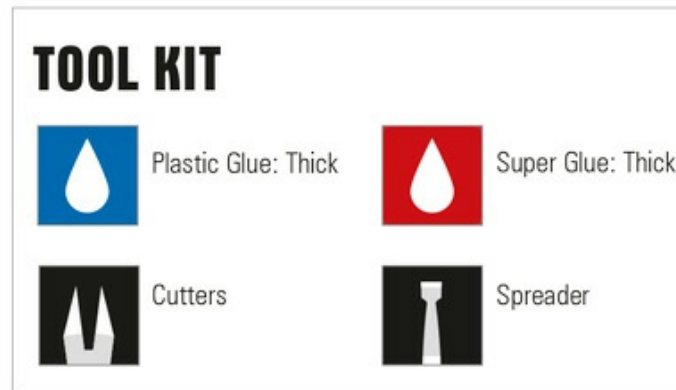 TOOL KIT
Plastic Glue: Thick
Super Glue: Thick
Cutters
Spreader